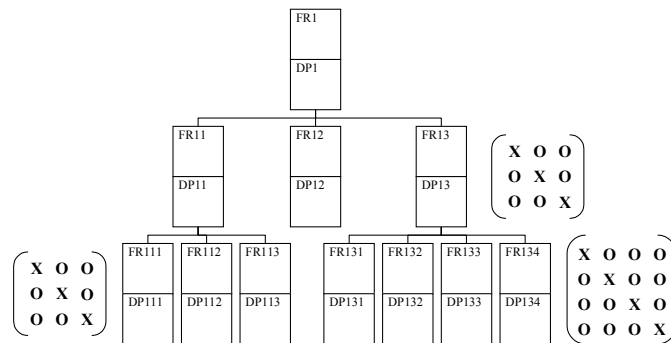 FR1
DP1
FR11 FR12 FR13
DP11 DP12 DP13
X O O
O X O
O O X
FR111 FR112 FR113 FR131 FR132 FR133 FR134
DP111 DP112 DP113 DP131 DP132 DP133 DP134
X O O
O X O
O O X
X O O O
O X O O
O O X O
O O O X